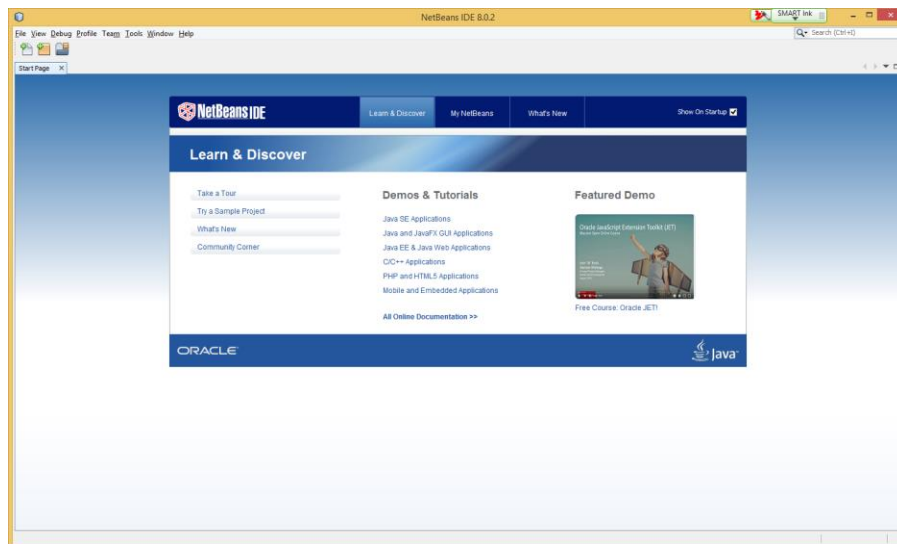 NetBeans IDE 8.0.2
SMART Ink
File View Debug Profile Team Tools Window Help
Search (Ctrl+I)
Start Page
NetBeans IDE
Learn & Discover
My NetBeans
What's New
Show On Startup
Learn & Discover
Take a Tour
Try a Sample Project
What's New
Community Corner
Demos & Tutorials
Java SE Applications
Java and JavaFX GUI Applications
Java EE & Java Web Applications
C/C++ Applications
PHP and HTML5 Applications
Mobile and Embedded Applications
All Online Documentation >>
Featured Demo
Oracle JavaScript Extension Toolkit (JET)
Free Course: Oracle JET!
ORACLE
Java